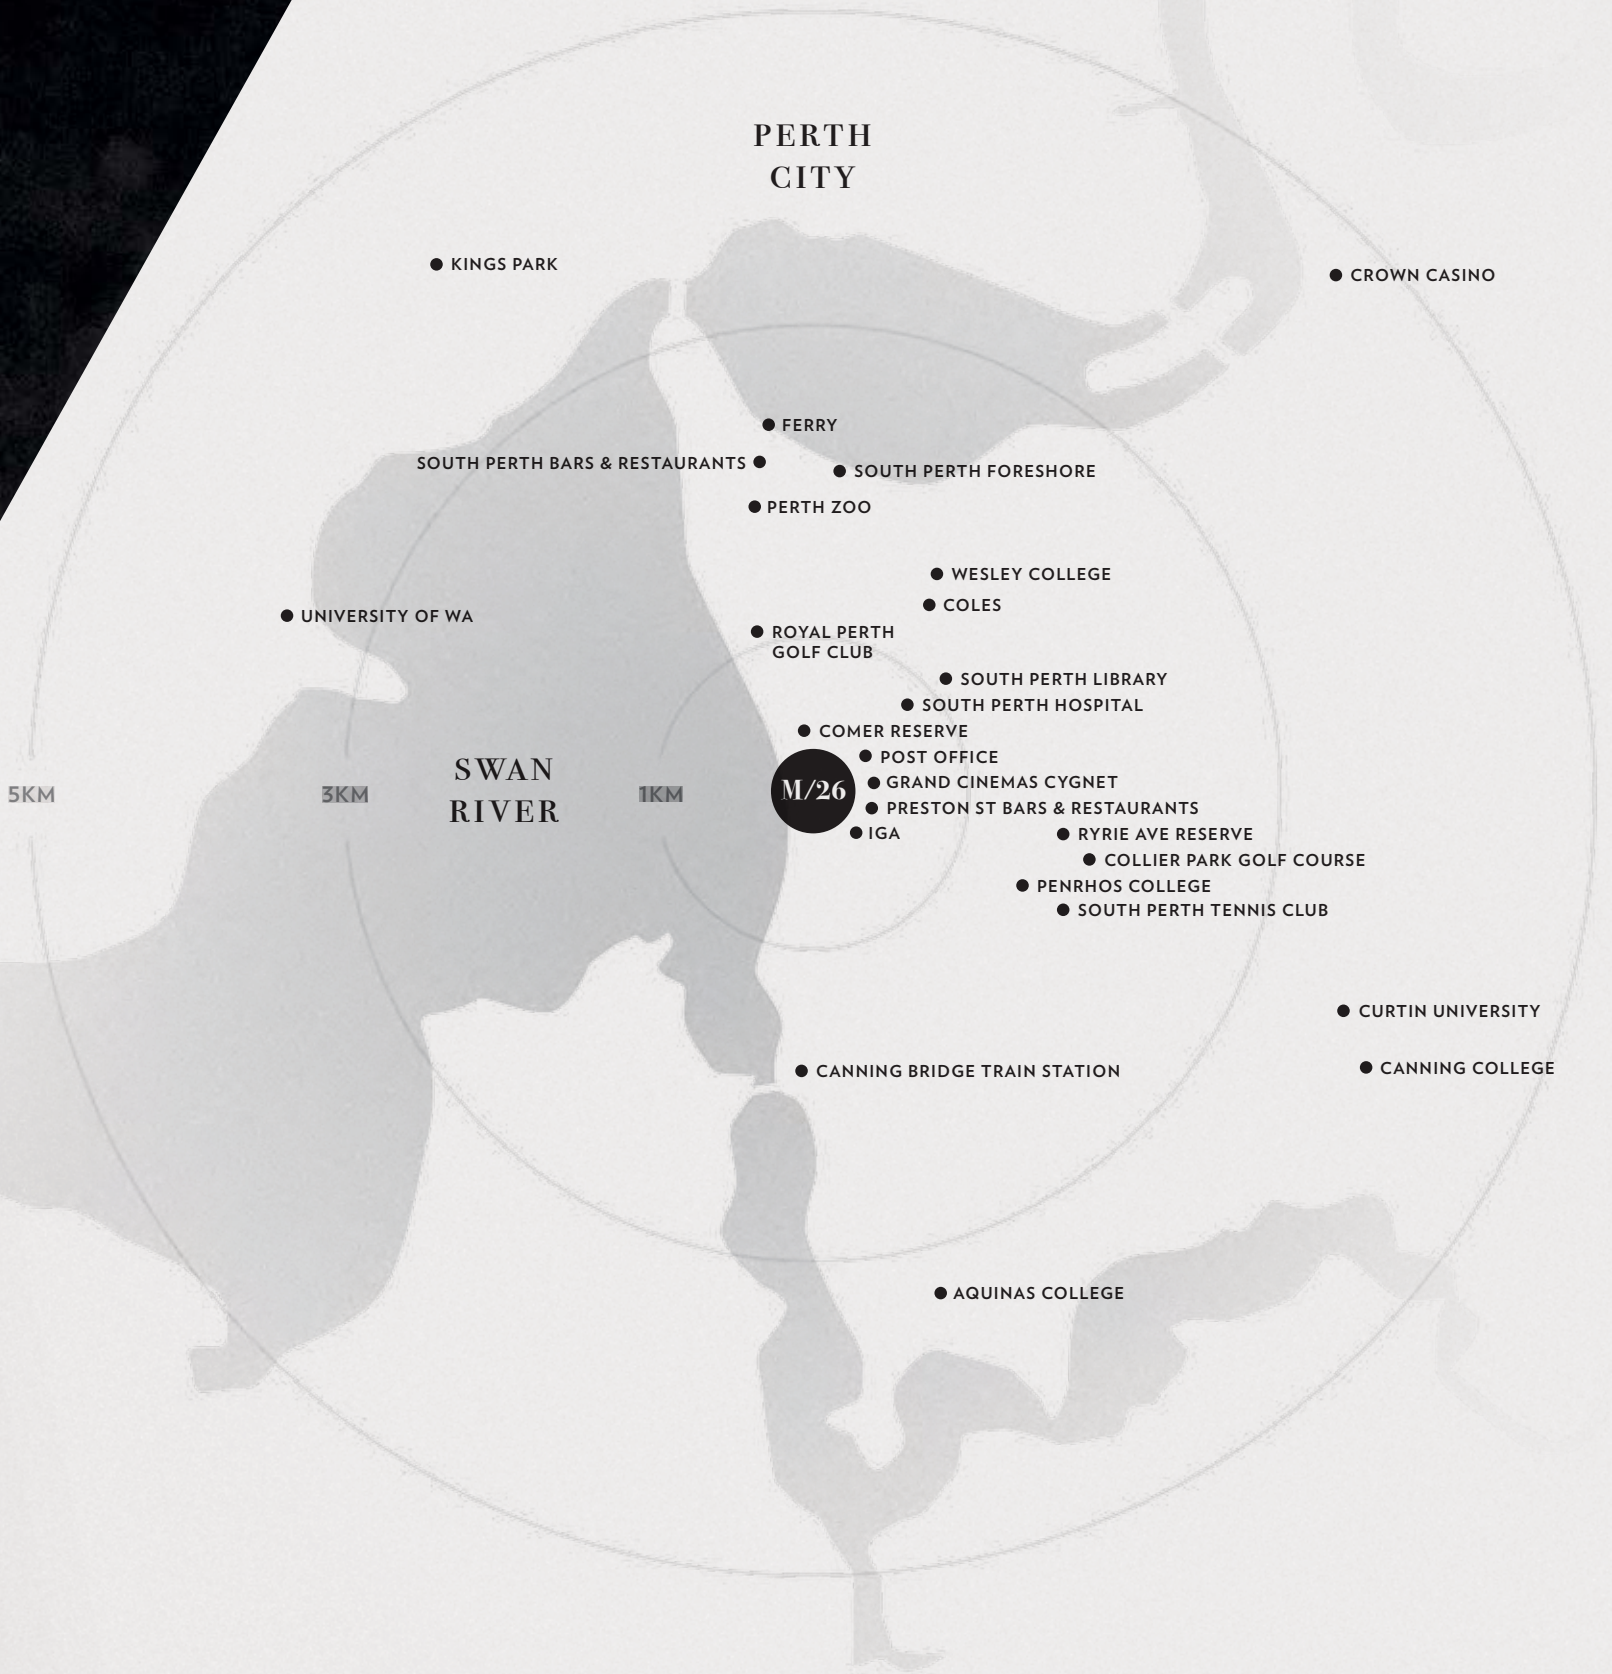 PERTH
CITY
KINGS PARK
CROWN CASINO
FERRY
SOUTH PERTH BARS & RESTAURANTS
SOUTH PERTH FORESHORE
PERTH ZOO
WESLEY COLLEGE
COLES
UNIVERSITY OF WA
ROYAL PERTH
GOLF CLUB
SOUTH PERTH LIBRARY
SOUTH PERTH HOSPITAL
COMER RESERVE
POST OFFICE
SWAN
RIVER
5KM
3KM
1KM
M/26
GRAND CINEMAS CYGNET
PRESTON ST BARS & RESTAURANTS
IGA
RYRIE AVE RESERVE
COLLIER PARK GOLF COURSE
PENRHOS COLLEGE
SOUTH PERTH TENNIS CLUB
CURTIN UNIVERSITY
CANNING BRIDGE TRAIN STATION
CANNING COLLEGE
AQUINAS COLLEGE